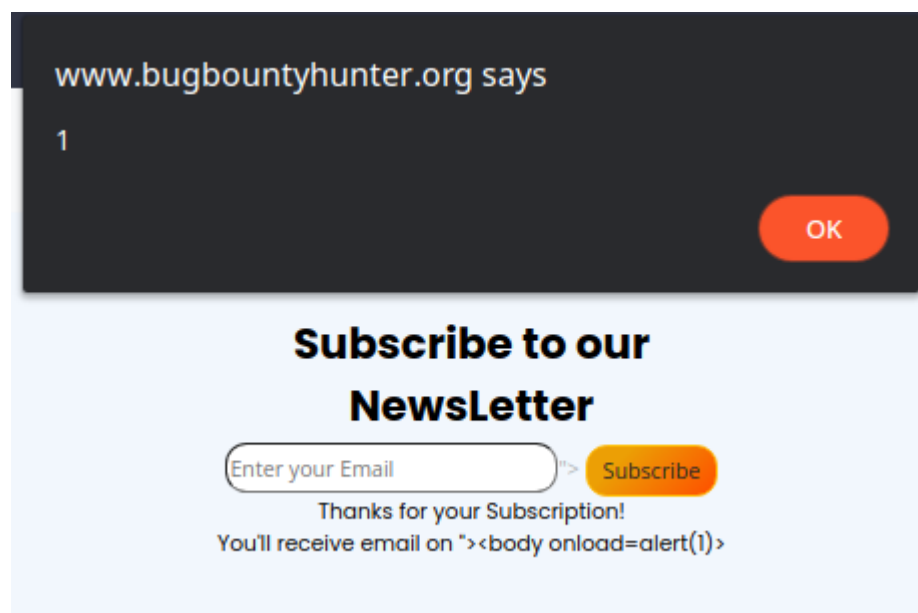 www.bugbountyhunter.org says
1
OK
Subscribe to our
NewsLetter
Enter your Email "> Subscribe
Thanks for your Subscription!
You'll receive email on "><body onload=alert(1)>